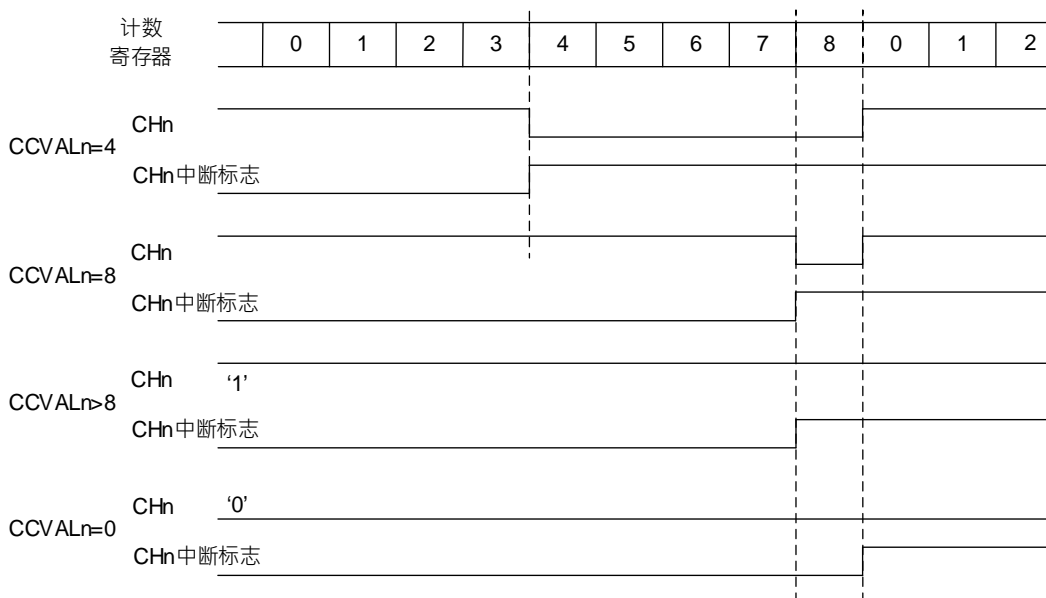 计数
寄存器
0 1 2 3 4 5 6 7 8 0 1 2
CHn
CCVALn=4
CHn中断标志
CHn
CCVALn=8
CHn中断标志
CHn ‘1’
CCVALn>8
CHn中断标志
CHn ‘0’
CCVALn=0
CHn中断标志